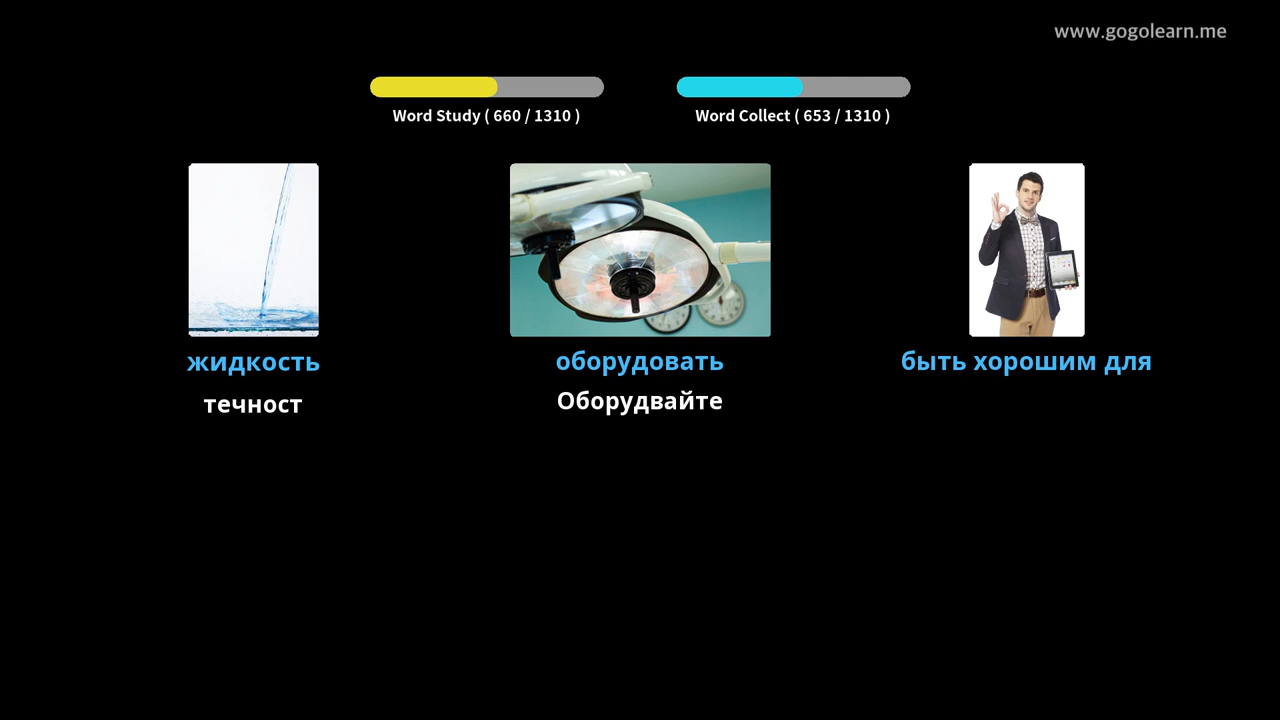 www.gogolearn.me
Word Study ( 660 / 1310 )
Word Collect ( 653 / 1310 )
жидкость
оборудовать
быть хорошим для
течност
Оборудвайте